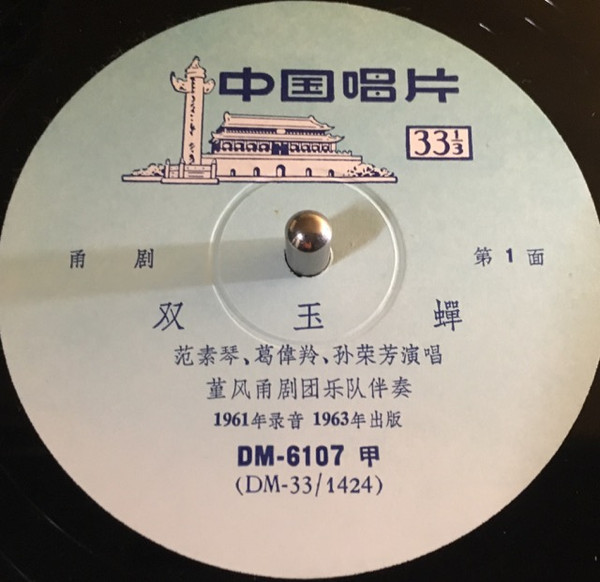 中国唱片
33⅓
甬 剧
第 1 面
双 玉 蝉
范素琴、葛偉羚、孙荣芳演唱
堇风甬剧团乐队伴奏
1961年录音 1963年出版
DM-6107 甲
(DM-33/1424)